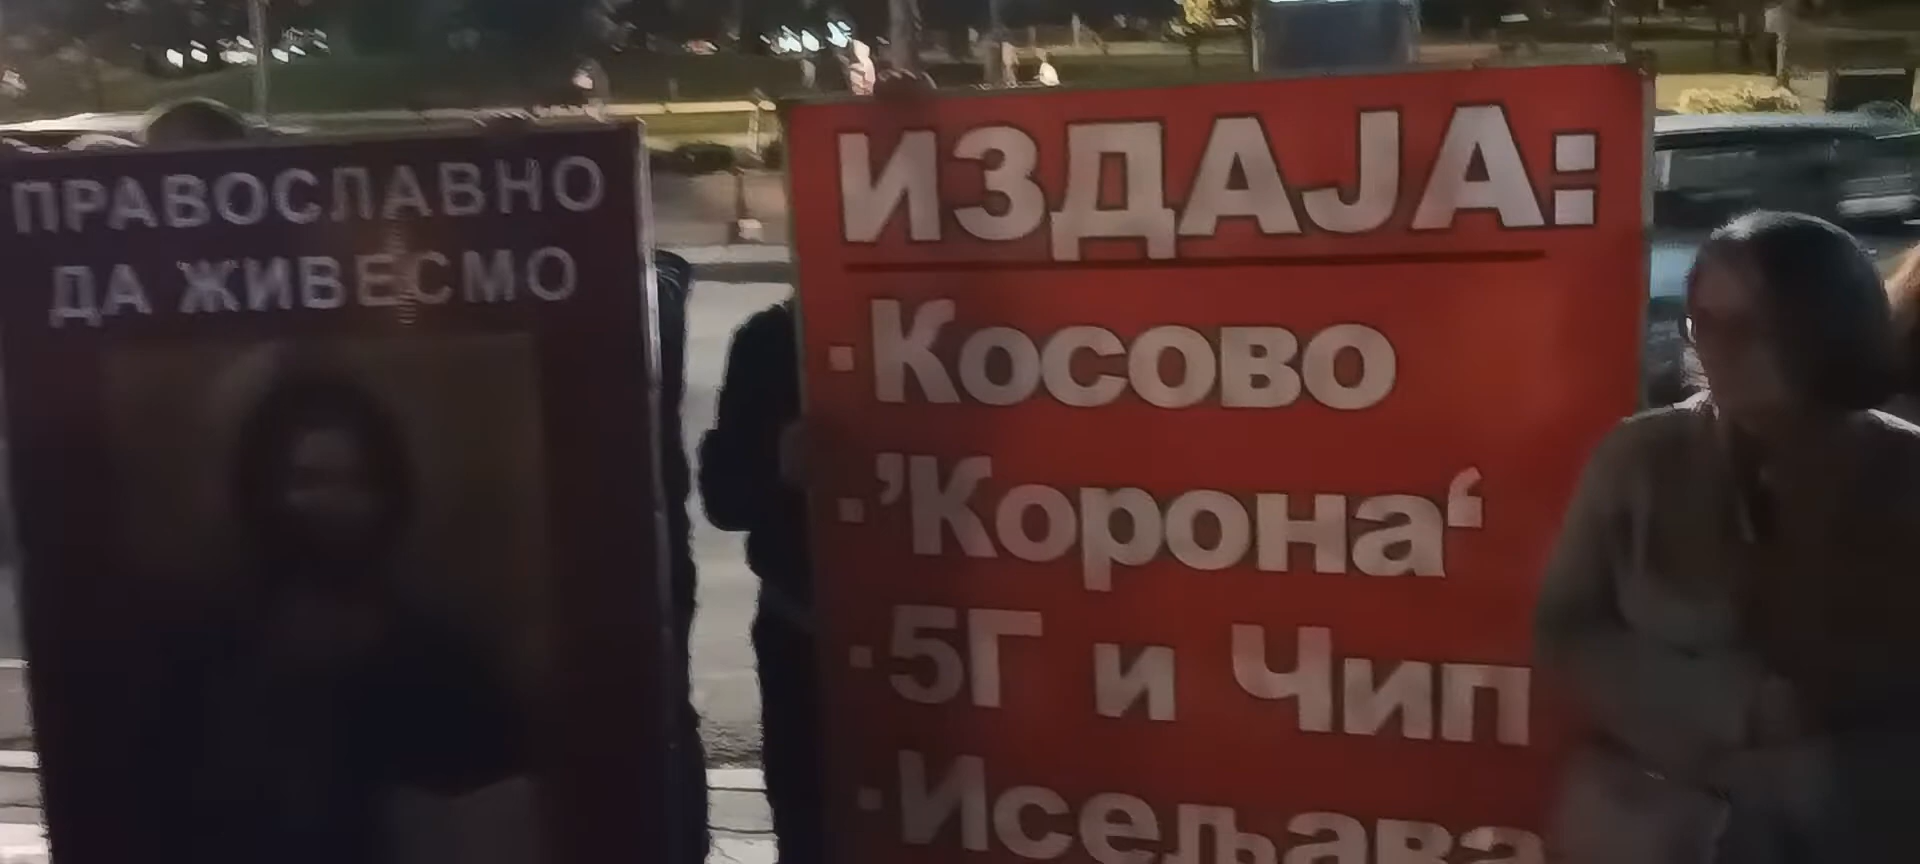 ПРАВОСЛАВНО
ДА ЖИВЕСМО
ИЗДАЈА:
·Косово
·’Корона‘
·5Г и Чип